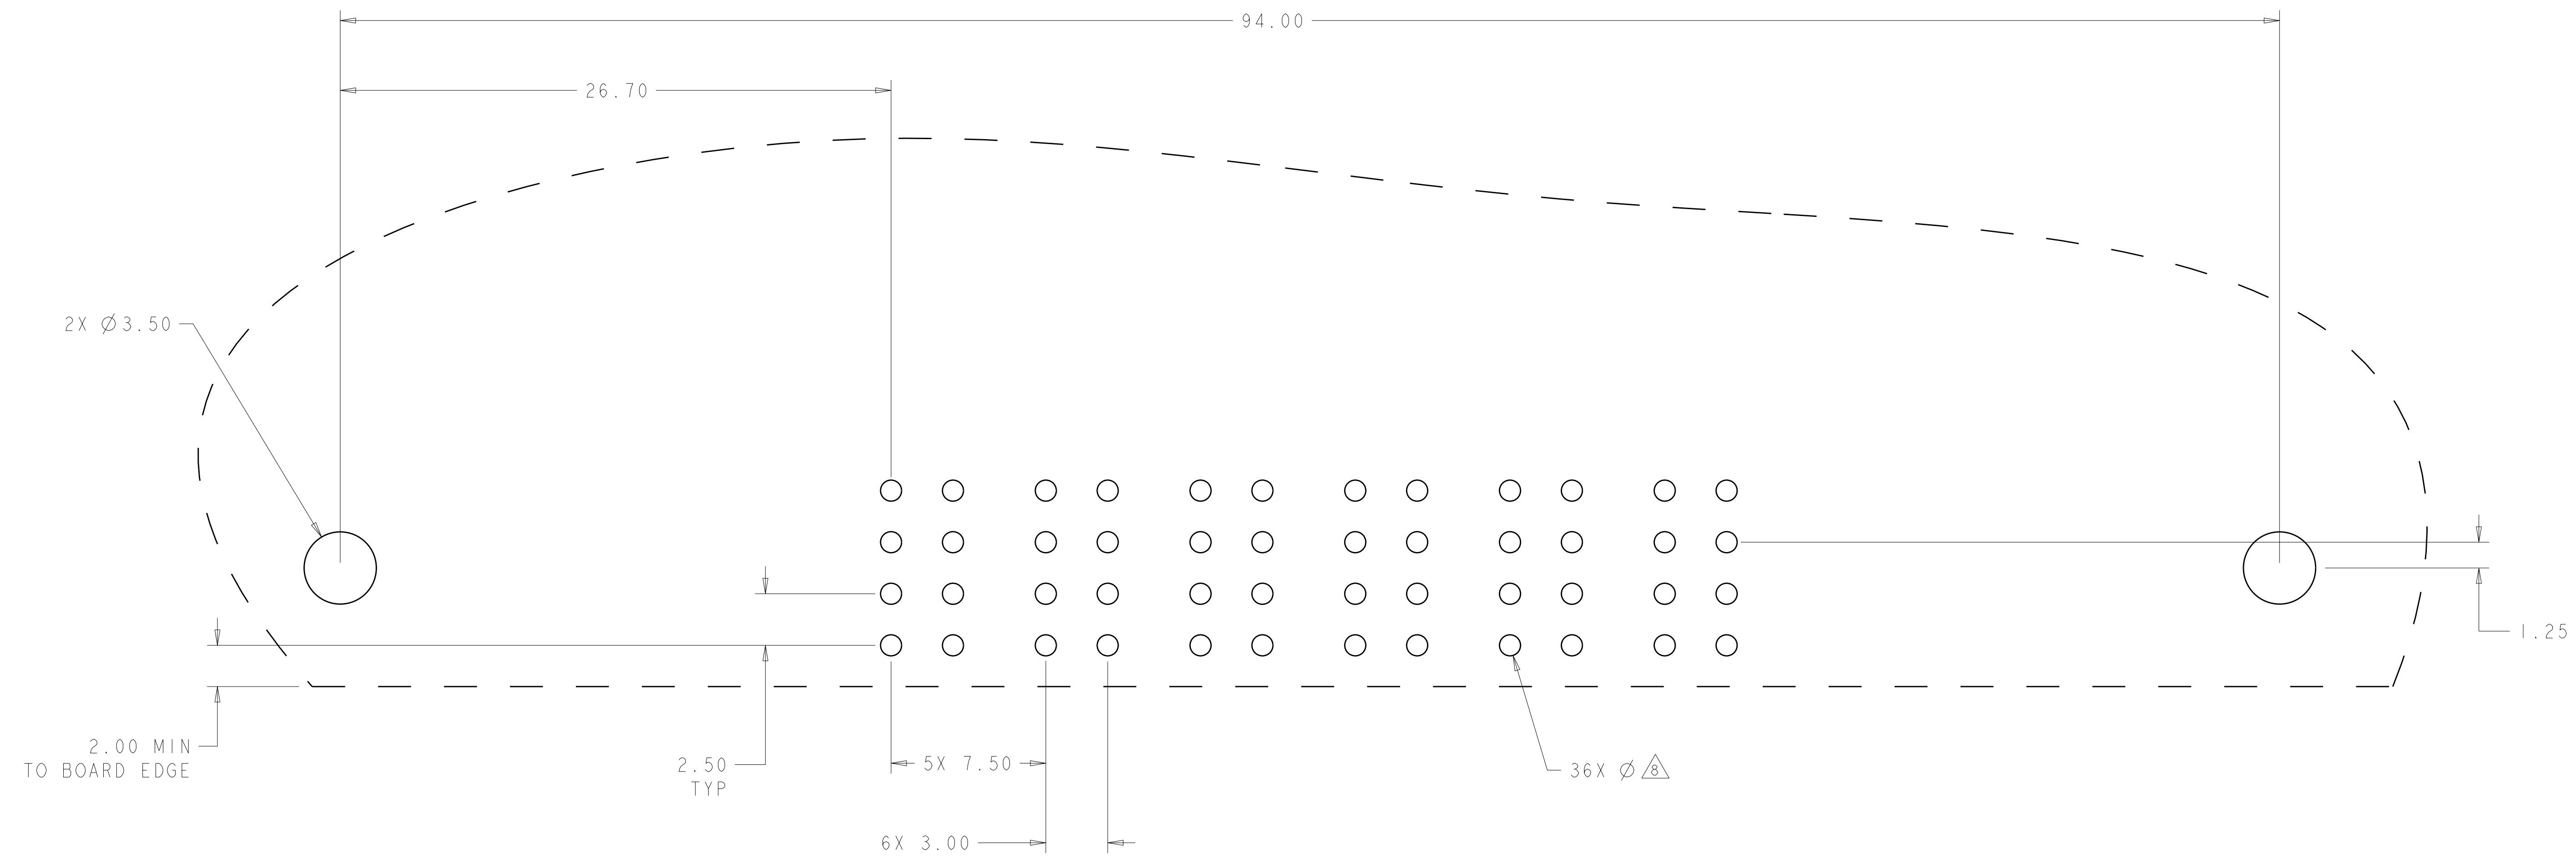 94.00
26.70
2X Ø3.50
1.25
2.00 MIN
TO BOARD EDGE
2.50
TYP
5X 7.50
36X Ø 8
6X 3.00